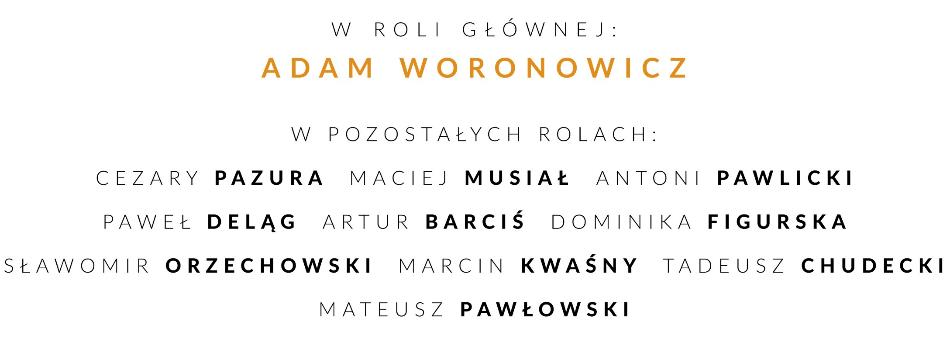 W ROLI GŁÓWNEJ:
ADAM WORONOWICZ
W POZOSTAŁYCH ROLACH:
CEZARY PAZURA MACIEJ MUSIAŁ ANTONI PAWLICKI
PAWEŁ DELĄG ARTUR BARCIŚ DOMINIKA FIGURSKA
SŁAWOMIR ORZECHOWSKI MARCIN KWAŚNY TADEUSZ CHUDECKI
MATEUSZ PAWŁOWSKI